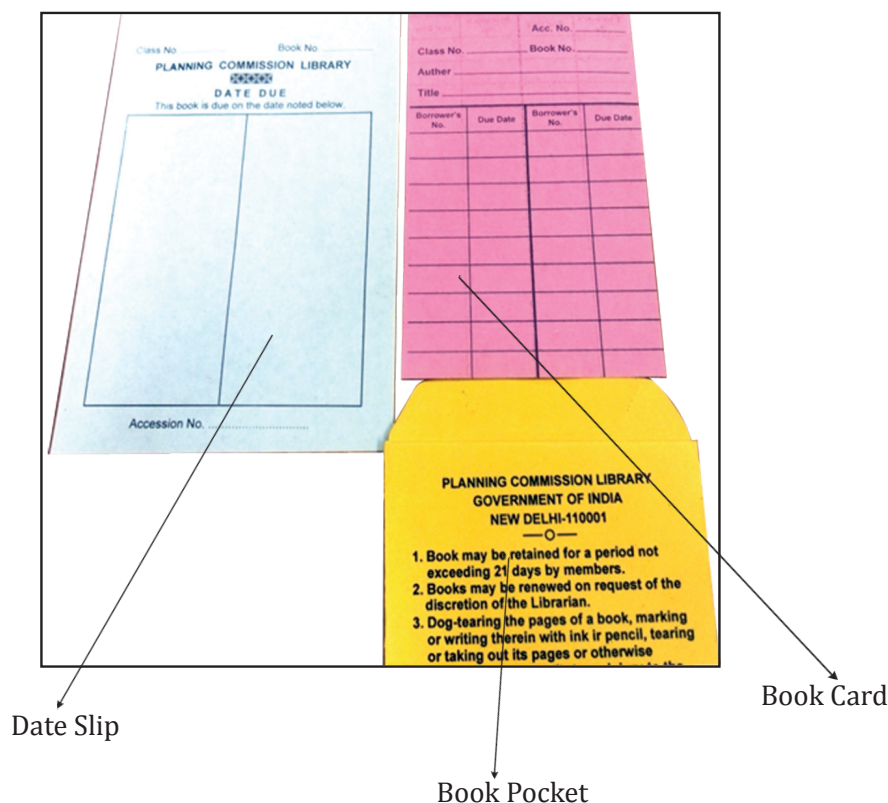 Class No. .............. Book No. ..............
PLANNING COMMISSION LIBRARY
DATE DUE
This book is due on the date noted below.
Accession No. ..............................
Acc. No.
Class No. Book No.
Auther
Title
Borrower's No. Due Date Borrower's No. Due Date
PLANNING COMMISSION LIBRARY
GOVERNMENT OF INDIA
NEW DELHI-110001
1. Book may be retained for a period not
exceeding 21 days by members.
2. Books may be renewed on request of the
discretion of the Librarian.
3. Dog-tearing the pages of a book, marking
or writing therein with ink ir pencil, tearing
or taking out its pages or otherwise
Date Slip
Book Card
Book Pocket